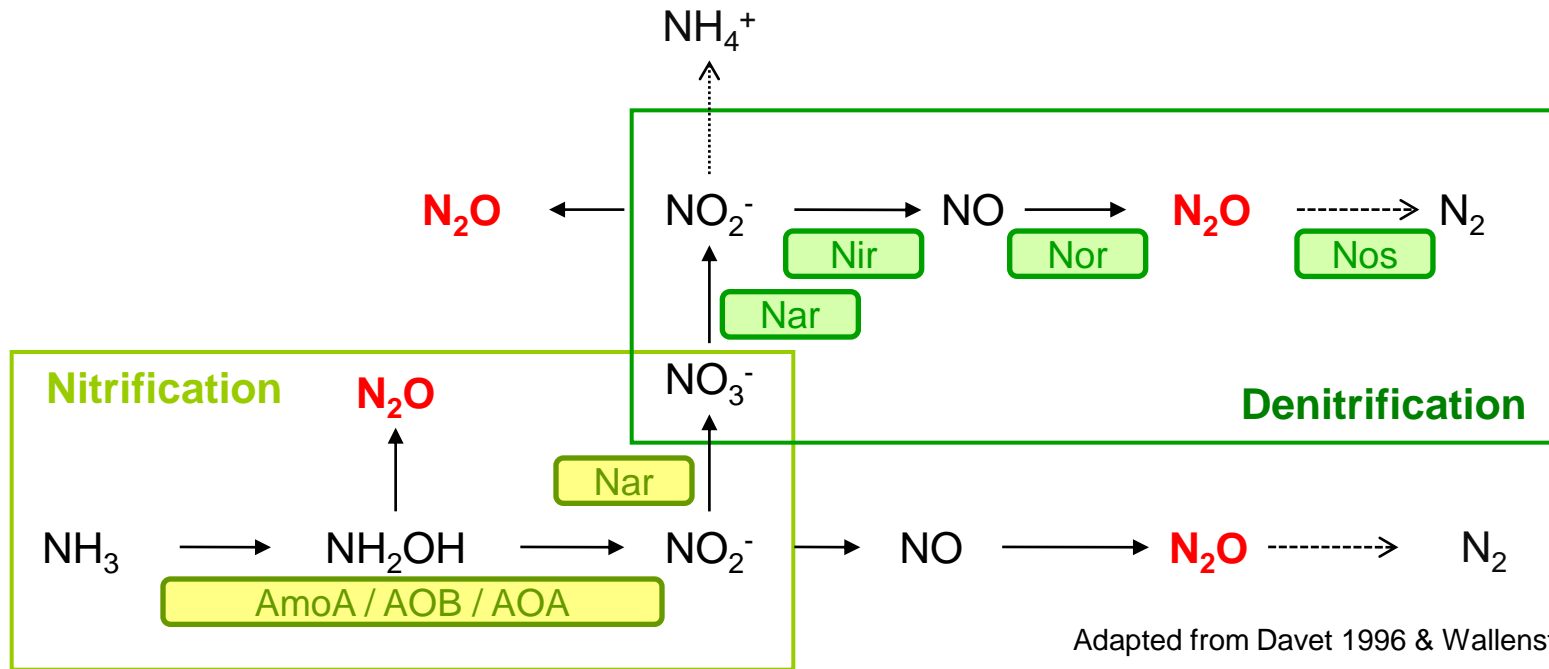 NH₄⁺
N₂O NO₂⁻ NO N₂O N₂
Nir Nor Nos
Nar
NO₃⁻
Nitrification N₂O Denitrification
Nar
NH₃ NH₂OH NO₂⁻ NO N₂O N₂
AmoA / AOB / AOA
Adapted from Davet 1996 &